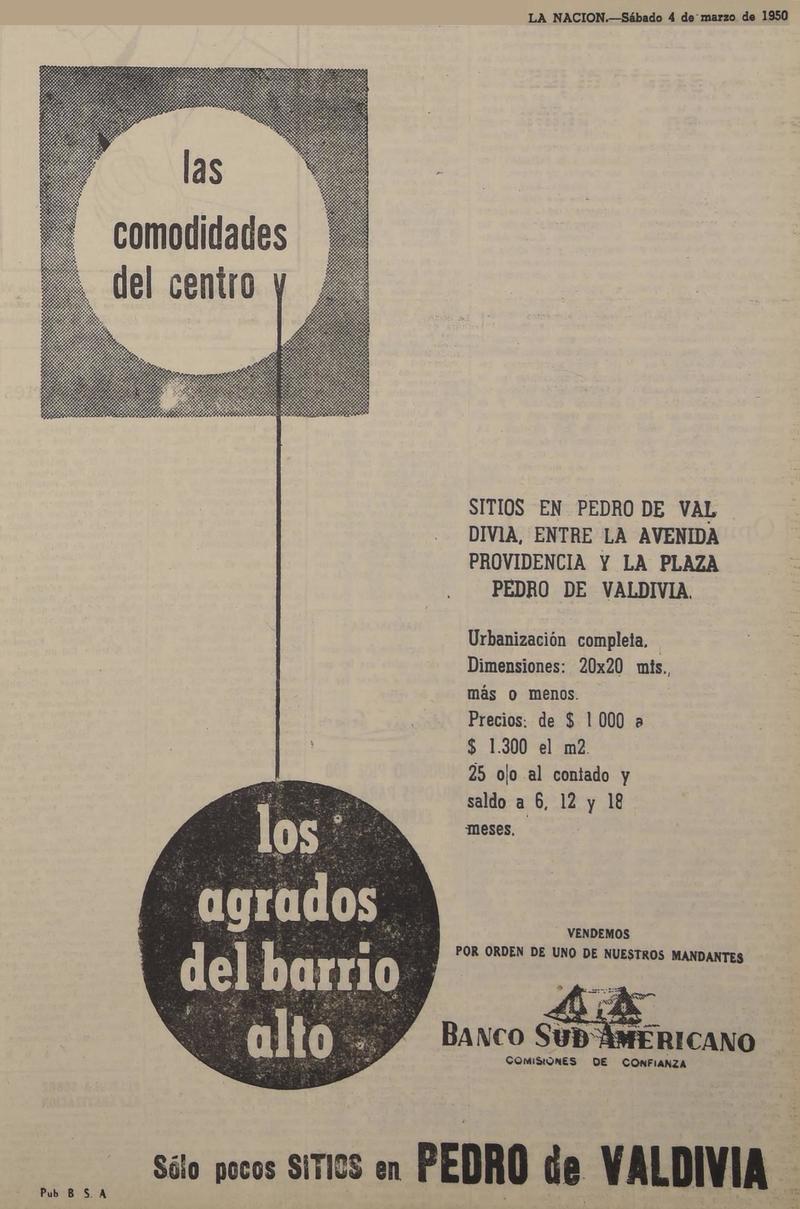 LA NACION.—Sábado 4 de marzo de 1950
las
comodidades
del centro y
SITIOS EN PEDRO DE VAL
DIVIA, ENTRE LA AVENIDA
PROVIDENCIA Y LA PLAZA
PEDRO DE VALDIVIA.
Urbanización completa.
Dimensiones: 20x20 mts.,
más o menos.
Precios: de $ 1 000 a
$ 1.300 el m2.
25 o|o al contado y
saldo a 6, 12 y 18
meses.
los
agrados
del barrio
alto
VENDEMOS
POR ORDEN DE UNO DE NUESTROS MANDANTES
BANCO SUD AMERICANO
COMISIONES DE CONFIANZA
Sólo pocos SITIOS en PEDRO de VALDIVIA
Pub B S. A